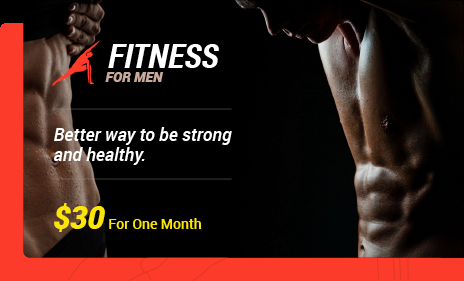 FITNESS
FOR MEN
Better way to be strong
and healthy.
$30 For One Month